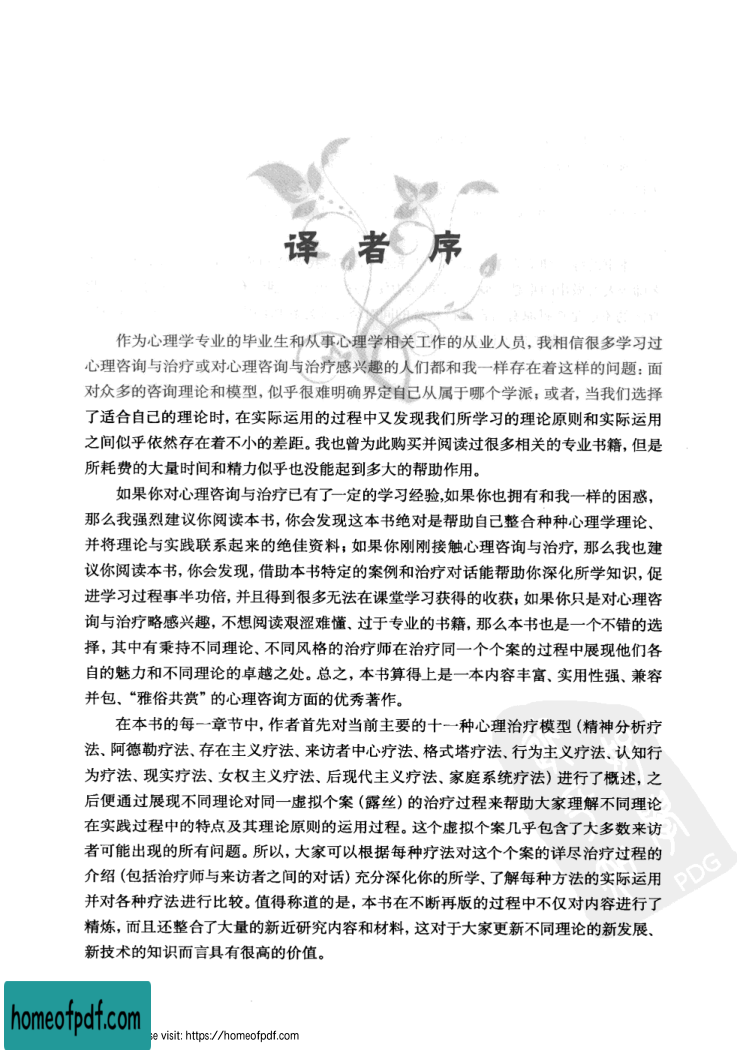 译者序
作为心理学专业的毕业生和从事心理学相关工作的从业人员，我相信很多学习过
心理咨询与治疗或对心理咨询与治疗感兴趣的人们都和我一样存在着这样的问题：面
对众多的咨询理论和模型，似乎很难明确界定自己从属于哪个学派；或者，当我们选择
了适合自己的理论时，在实际运用的过程中又发现我们所学习的理论原则和实际运用
之间似乎依然存在着不小的差距。我也曾为此购买并阅读过很多相关的专业书籍，但是
所耗费的大量时间和精力似乎也没能起到多大的帮助作用。
如果你对心理咨询与治疗已有了一定的学习经验,如果你也拥有和我一样的困惑，
那么我强烈建议你阅读本书，你会发现这本书绝对是帮助自己整合种种心理学理论、
并将理论与实践联系起来的绝佳资料；如果你刚刚接触心理咨询与治疗，那么我也建
议你阅读本书，你会发现，借助本书特定的案例和治疗对话能帮助你深化所学知识，促
进学习过程事半功倍，并且得到很多无法在课堂学习获得的收获；如果你只是对心理咨
询与治疗略感兴趣，不想阅读艰涩难懂、过于专业的书籍，那么本书也是一个不错的选
择，其中有秉持不同理论、不同风格的治疗师在治疗同一个个案的过程中展现他们各
自的魅力和不同理论的卓越之处。总之，本书算得上是一本内容丰富、实用性强、兼容
并包、“雅俗共赏”的心理咨询方面的优秀著作。
在本书的每一章节中，作者首先对当前主要的十一种心理治疗模型（精神分析疗
法、阿德勒疗法、存在主义疗法、来访者中心疗法、格式塔疗法、行为主义疗法、认知行
为疗法、现实疗法、女权主义疗法、后现代主义疗法、家庭系统疗法）进行了概述，之
后便通过展现不同理论对同一虚拟个案（露丝）的治疗过程来帮助大家理解不同理论
在实践过程中的特点及其理论原则的运用过程。这个虚拟个案几乎包含了大多数来访
者可能出现的所有问题。所以，大家可以根据每种疗法对这个个案的详尽治疗过程的
介绍（包括治疗师与来访者之间的对话）充分深化你的所学、了解每种方法的实际运用
并对各种疗法进行比较。值得称道的是，本书在不断再版的过程中不仅对内容进行了
精炼，而且还整合了大量的新近研究内容和材料，这对于大家更新不同理论的新发展、
新技术的知识而言具有很高的价值。
PDG
homeofpdf.com
se visit: https://homeofpdf.com